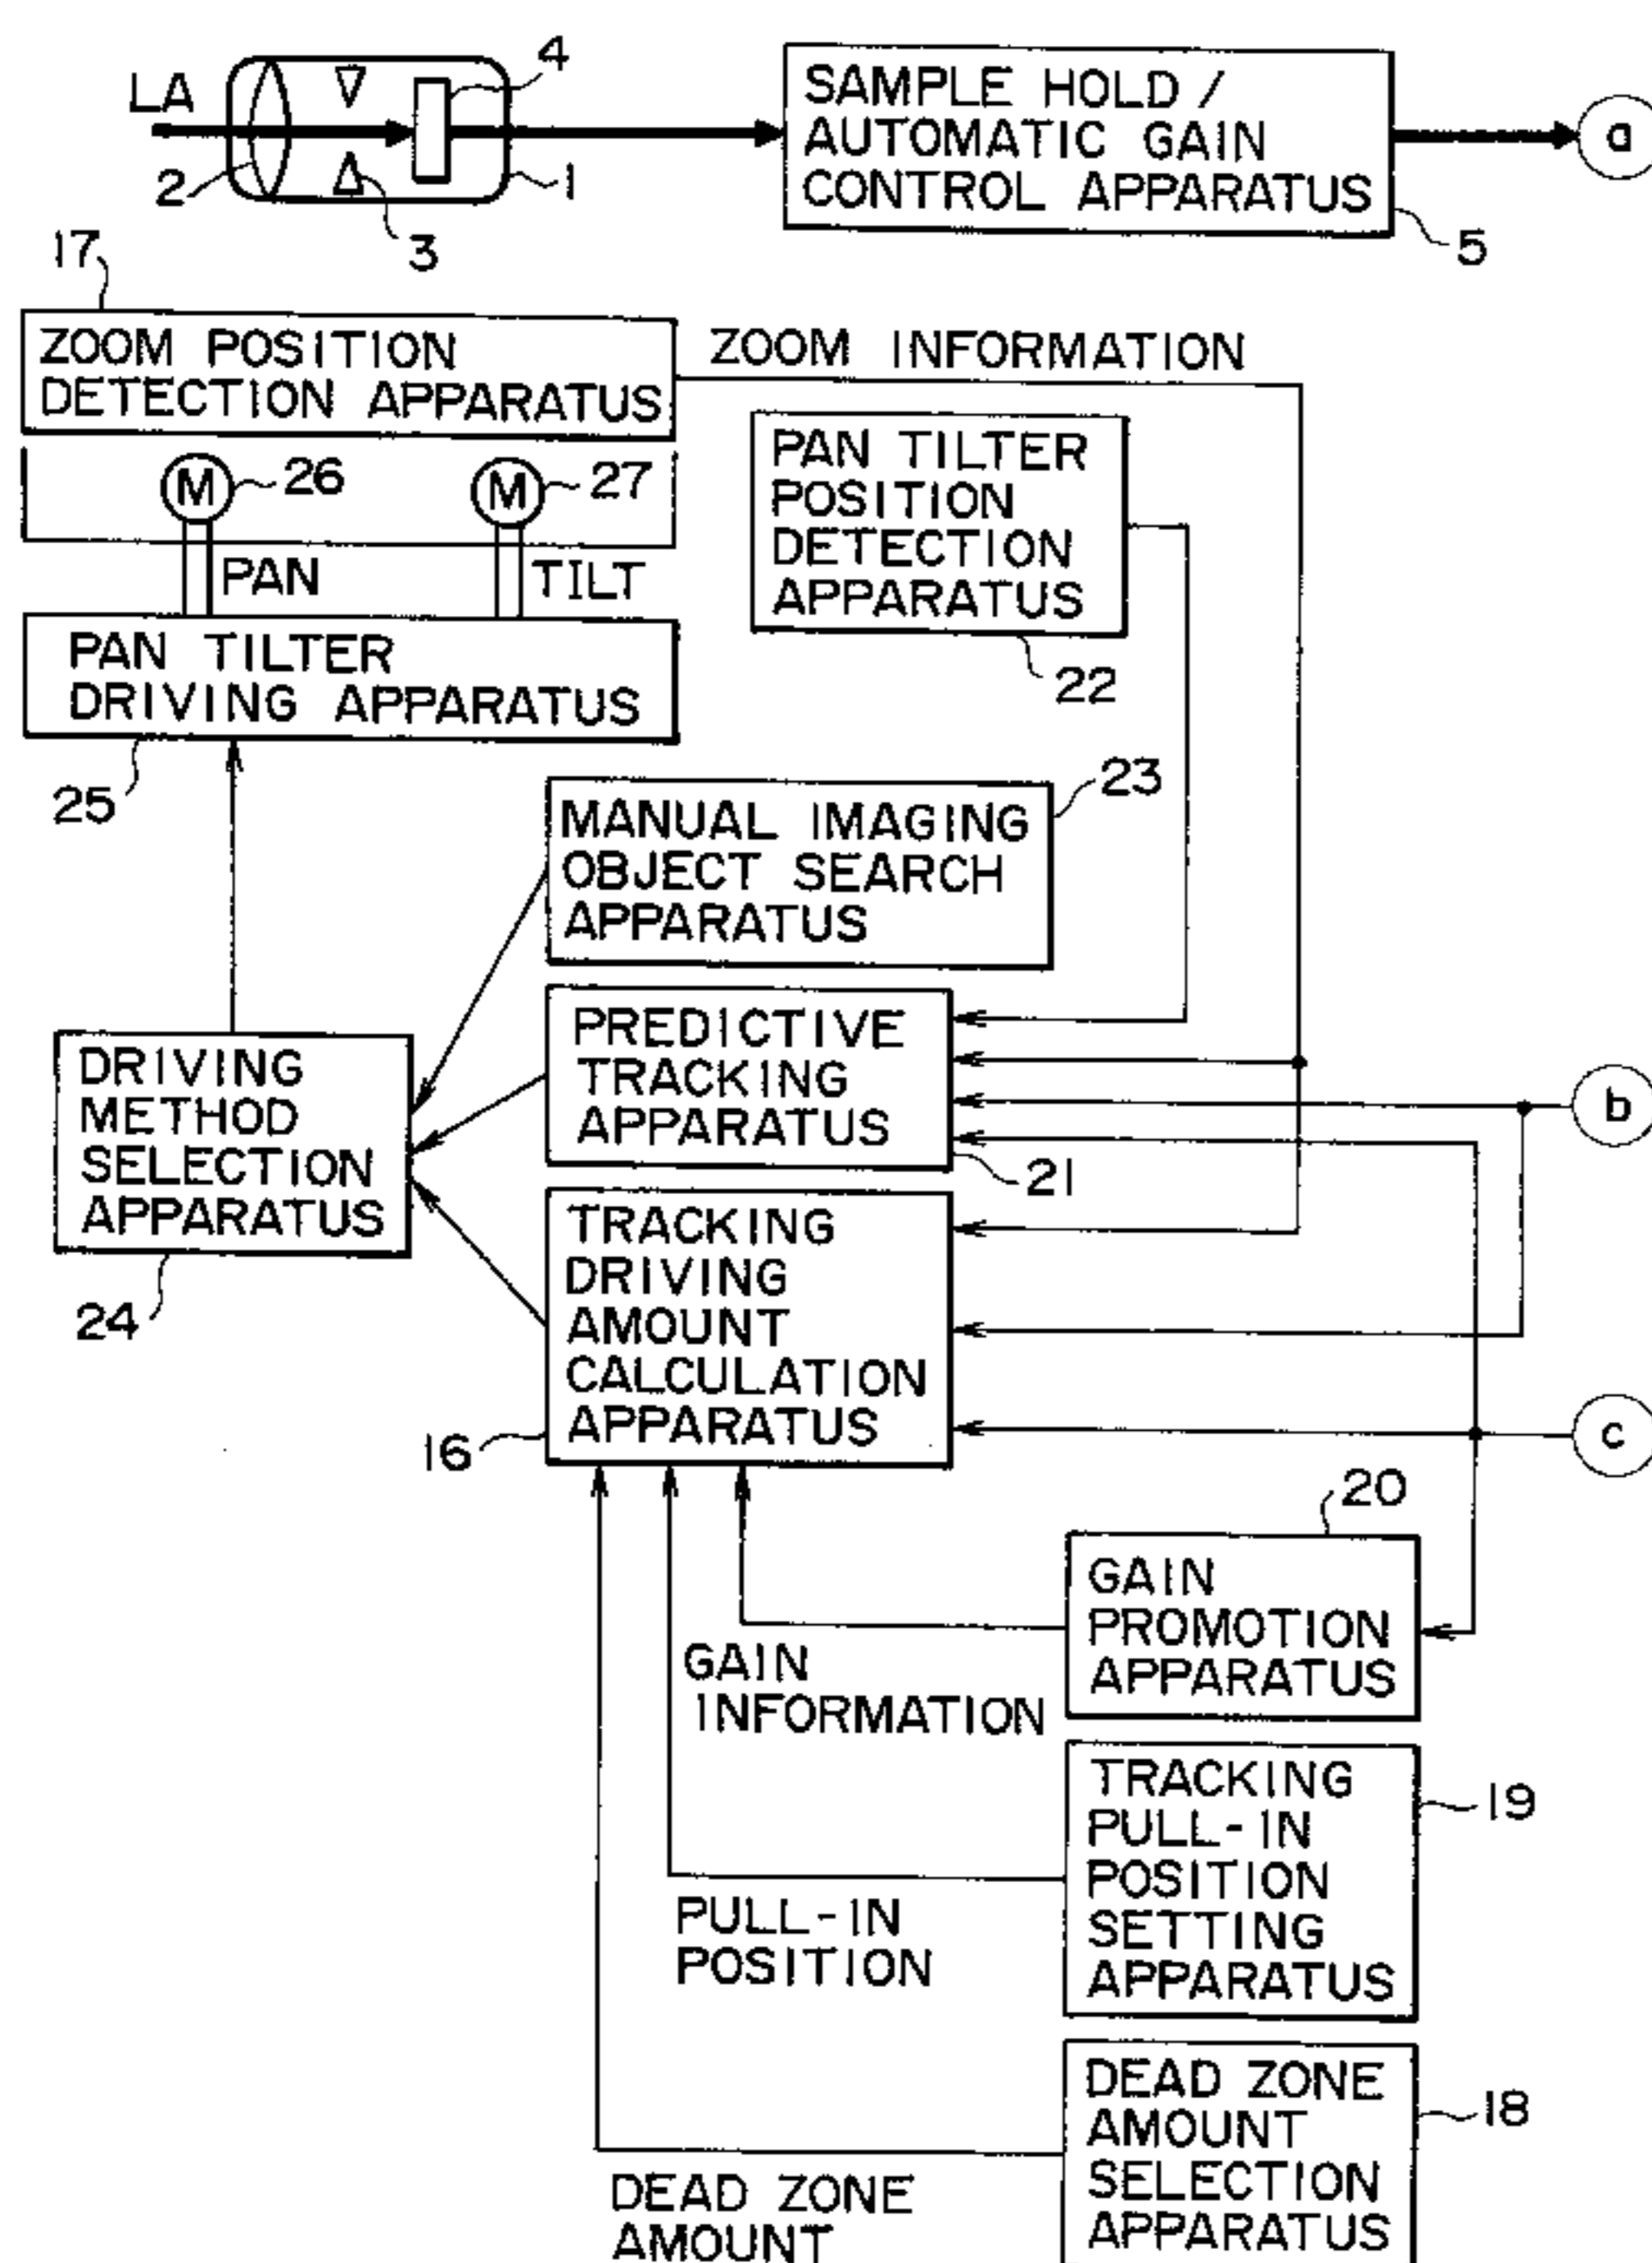 LA
4
2
3
1
SAMPLE HOLD /
AUTOMATIC GAIN
CONTROL APPARATUS
5
a
17
ZOOM POSITION
DETECTION APPARATUS
ZOOM INFORMATION
M
26
M
27
PAN
TILT
PAN TILTER
POSITION
DETECTION
APPARATUS
22
PAN TILTER
DRIVING APPARATUS
25
23
MANUAL IMAGING
OBJECT SEARCH
APPARATUS
PREDICTIVE
TRACKING
APPARATUS
21
b
DRIVING
METHOD
SELECTION
APPARATUS
24
TRACKING
DRIVING
AMOUNT
CALCULATION
APPARATUS
16
c
20
GAIN
PROMOTION
APPARATUS
GAIN
INFORMATION
TRACKING
PULL-IN
POSITION
SETTING
APPARATUS
19
PULL-IN
POSITION
DEAD ZONE
AMOUNT
SELECTION
APPARATUS
18
DEAD ZONE
AMOUNT